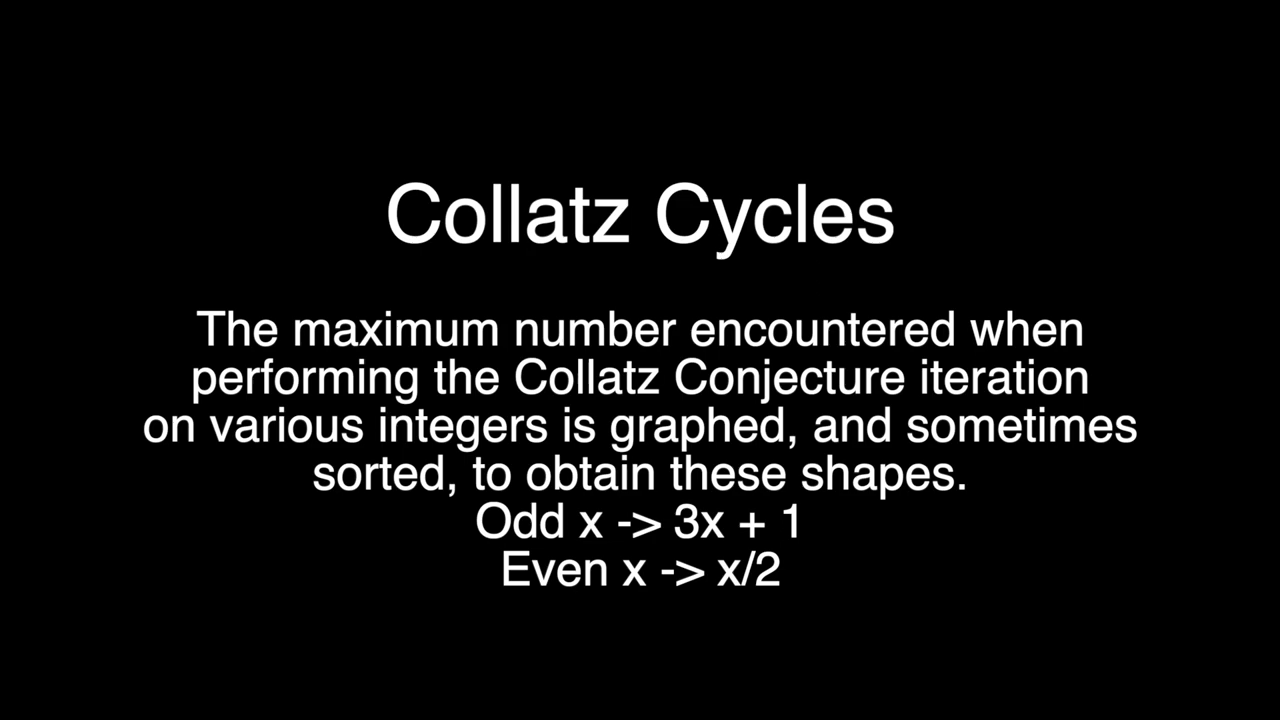 Collatz Cycles
The maximum number encountered when
performing the Collatz Conjecture iteration
on various integers is graphed, and sometimes
sorted, to obtain these shapes.
Odd x -> 3x + 1
Even x -> x/2